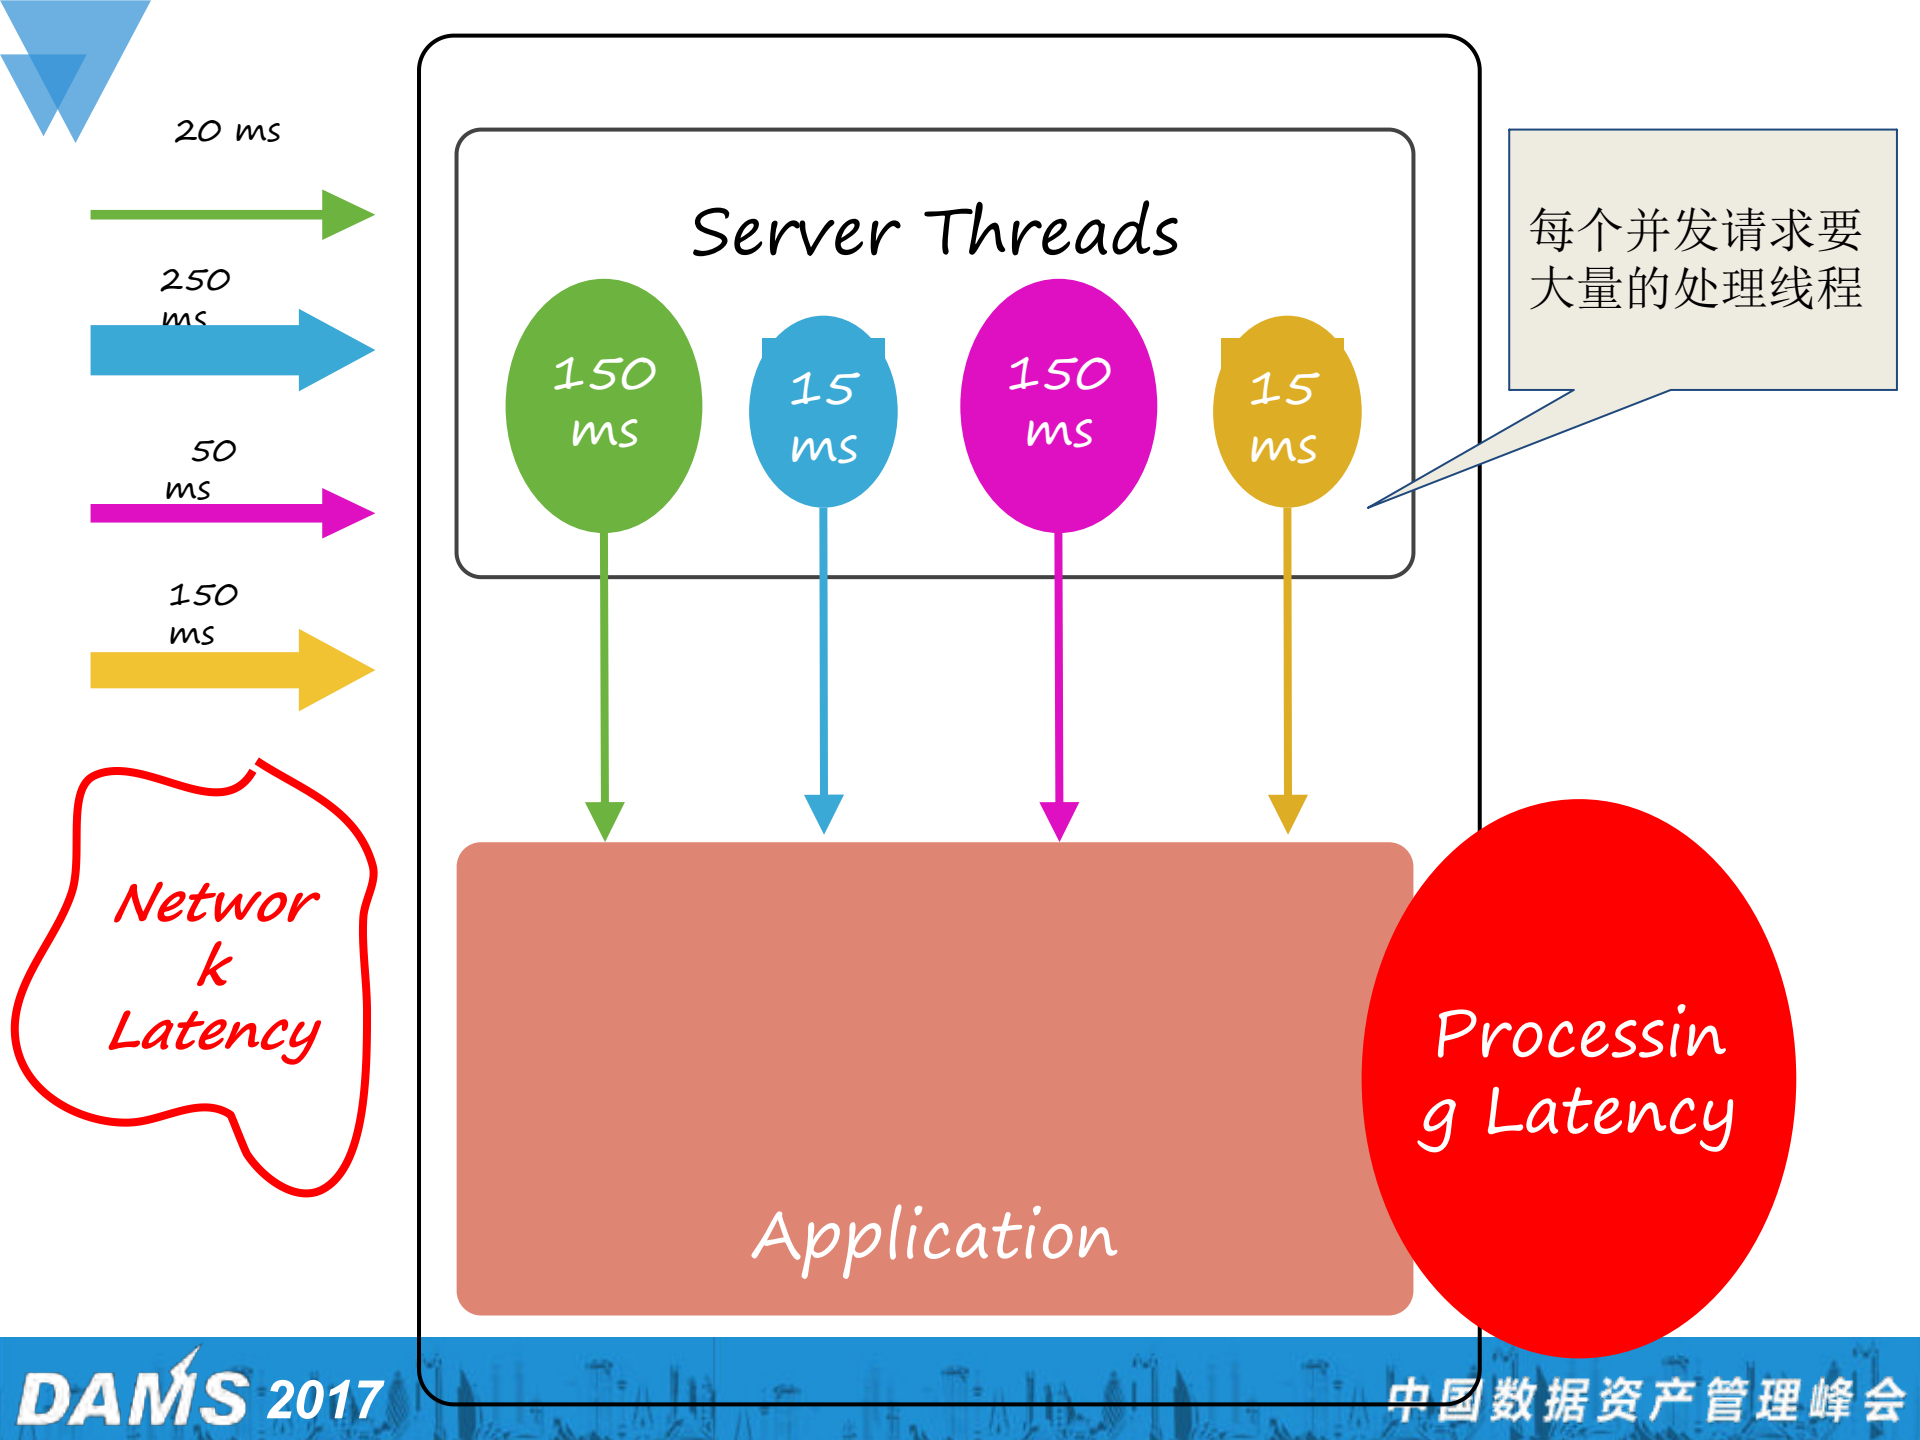 20 ms
250
ms
50
ms
150
ms
Networ
k
Latency
Server Threads
150
ms
15
ms
150
ms
15
ms
每个并发请求要
大量的处理线程
Processin
g Latency
Application
DAMS 2017
中国数据资产管理峰会